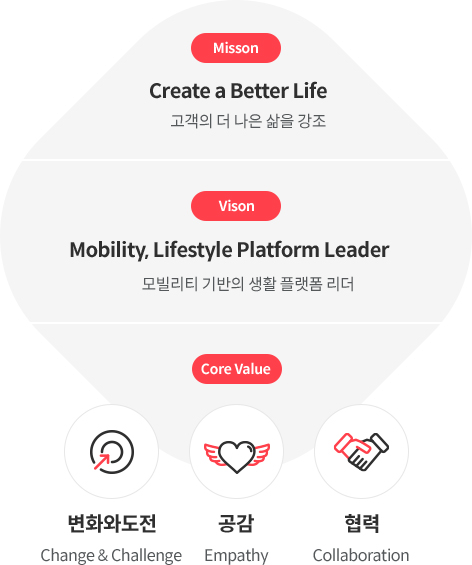 Misson
Create a Better Life
고객의 더 나은 삶을 강조
Vison
Mobility, Lifestyle Platform Leader
모빌리티 기반의 생활 플랫폼 리더
Core Value
변화와도전 공감 협력
Change & Challenge Empathy Collaboration